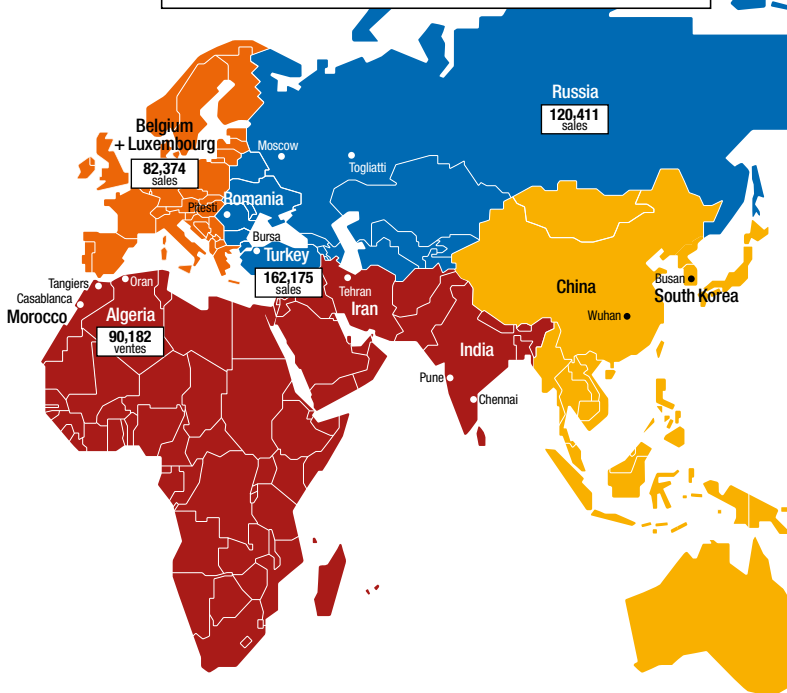 Russia
120,411
sales
Belgium
+ Luxembourg
82,374
sales
Moscow
Togliatti
Romania
Pitesti
Bursa
Turkey
162,175
sales
Tangiers
Oran
Casablanca
Morocco
Algeria
90,182
ventes
Tehran
Iran
China
Wuhan
Busan
South Korea
India
Pune
Chennai